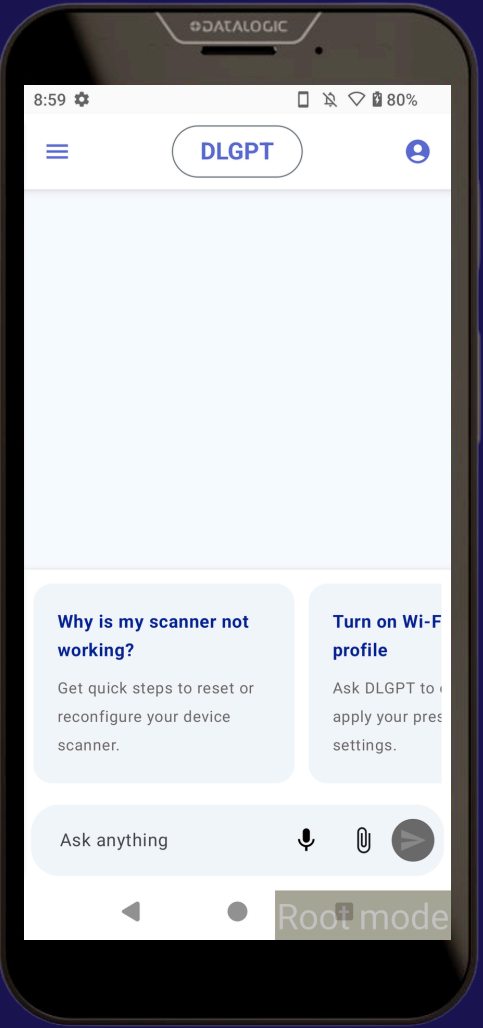 DATALOGIC
8:59
80%
DLGPT
Why is my scanner not
working?
Get quick steps to reset or
reconfigure your device
scanner.
Turn on Wi-F
profile
Ask DLGPT to
apply your pres
settings.
Ask anything
Root mode